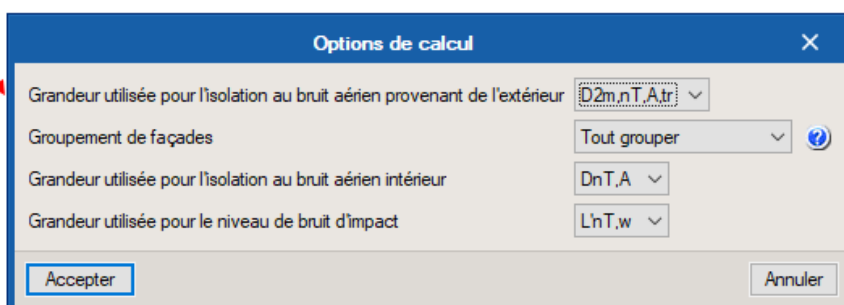 Options de calcul
Grandeur utilisée pour l'isolation au bruit aérien provenant de l'extérieur D2m,nT,A,tr
Groupement de façades Tout grouper
Grandeur utilisée pour l'isolation au bruit aérien intérieur DnT,A
Grandeur utilisée pour le niveau de bruit d'impact L'nT,w
Accepter Annuler